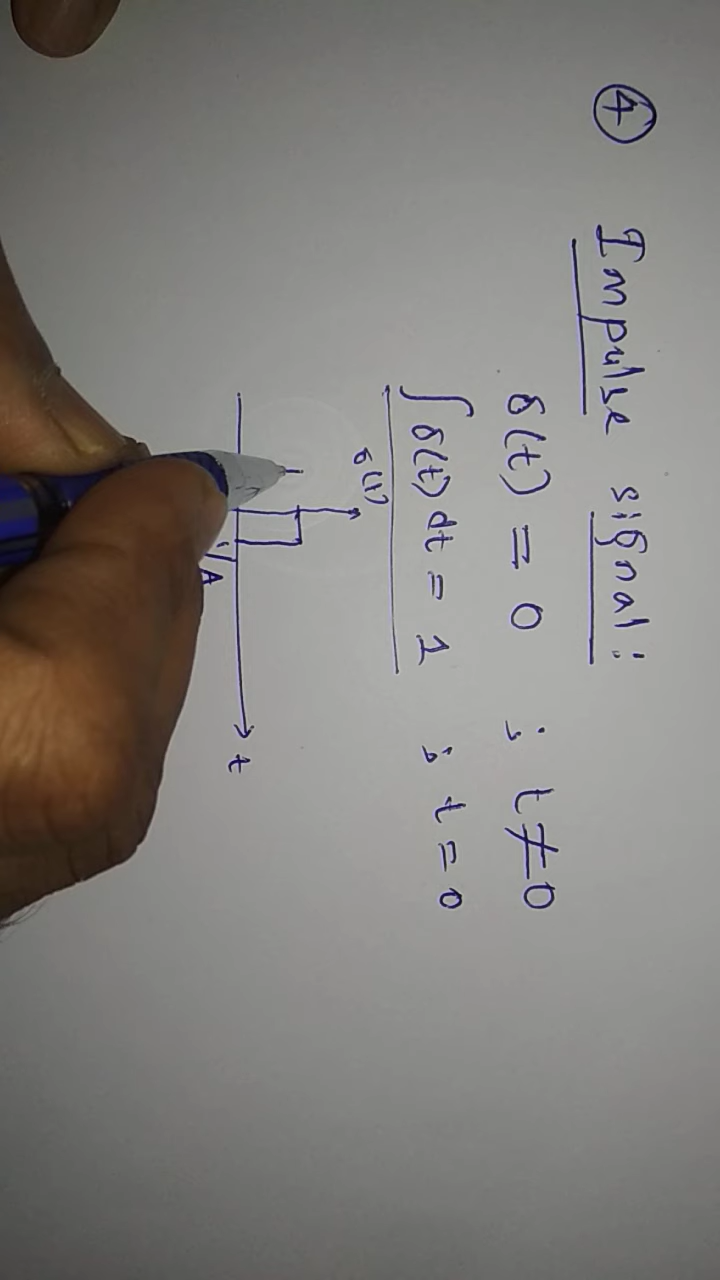 ④ Impulse signal:
δ(t) = 0 ; t ≠ 0
∫ δ(t) dt = 1 ; t = 0
δ(t)
t
A